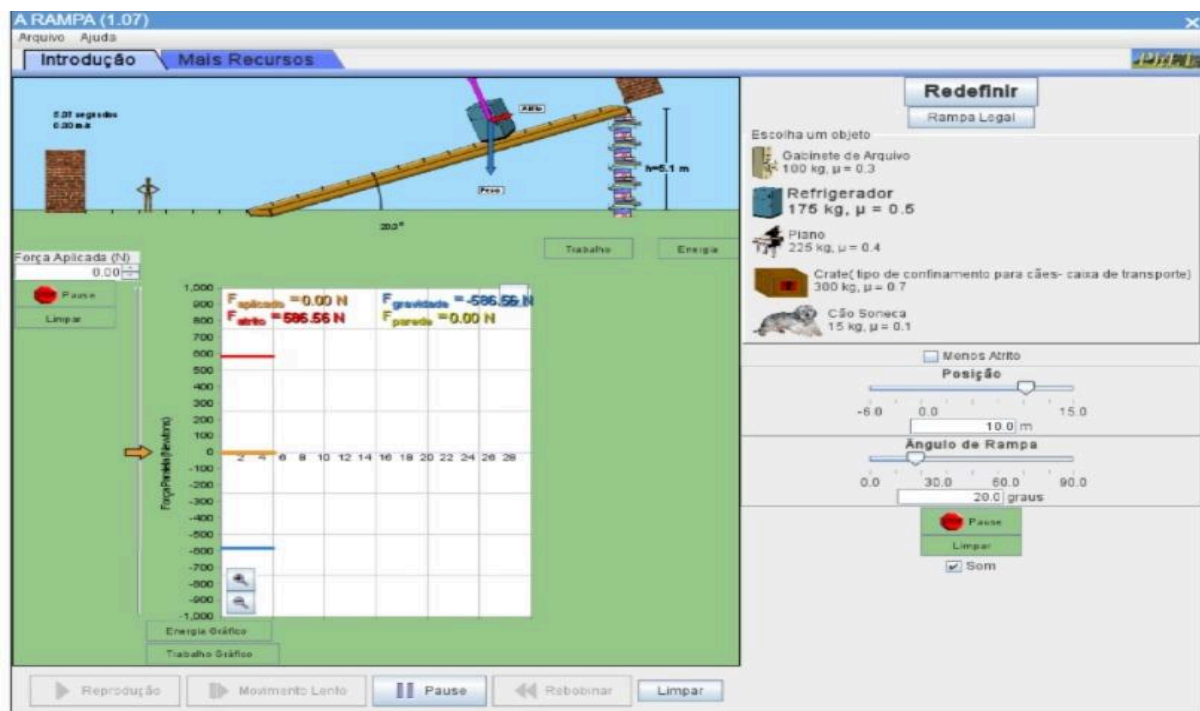 A RAMPA (1.07)
Arquivo Ajuda
Introdução Mais Recursos
Redefinir
Rampa Legal
Escolha um objeto
Gabinete de Arquivo
100 kg, µ = 0.3
Refrigerador
175 kg, µ = 0.5
Piano
225 kg, µ = 0.4
Crate( tipo de confinamento para cães- caixa de transporte)
300 kg, µ = 0.7
Cão Soneca
15 kg, µ = 0.1
Menos Atrito
Posição
-6.0 0.0 15.0
10.0 m
Ângulo de Rampa
0.0 30.0 60.0 90.0
20.0 graus
Pause
Limpar
Som
segundos
Atrito
Peso
h=5.1 m
20.0°
Trabalho Energia
Força Aplicada (N)
0.00
Pause
Limpar
F aplicada = 0.00 N F gravidade = -586.56 N
F atrito = 586.56 N F parede = 0.00 N
1,000
900
800
700
600
500
400
300
200
100
0
-100
-200
-300
-400
-500
-600
-700
-800
-900
-1,000
2 4 6 8 10 12 14 16 18 20 22 24 26 28
Força Paralela (Newtons)
Energia Gráfico
Trabalho Gráfico
Reprodução Movimento Lento Pause Rebobinar Limpar